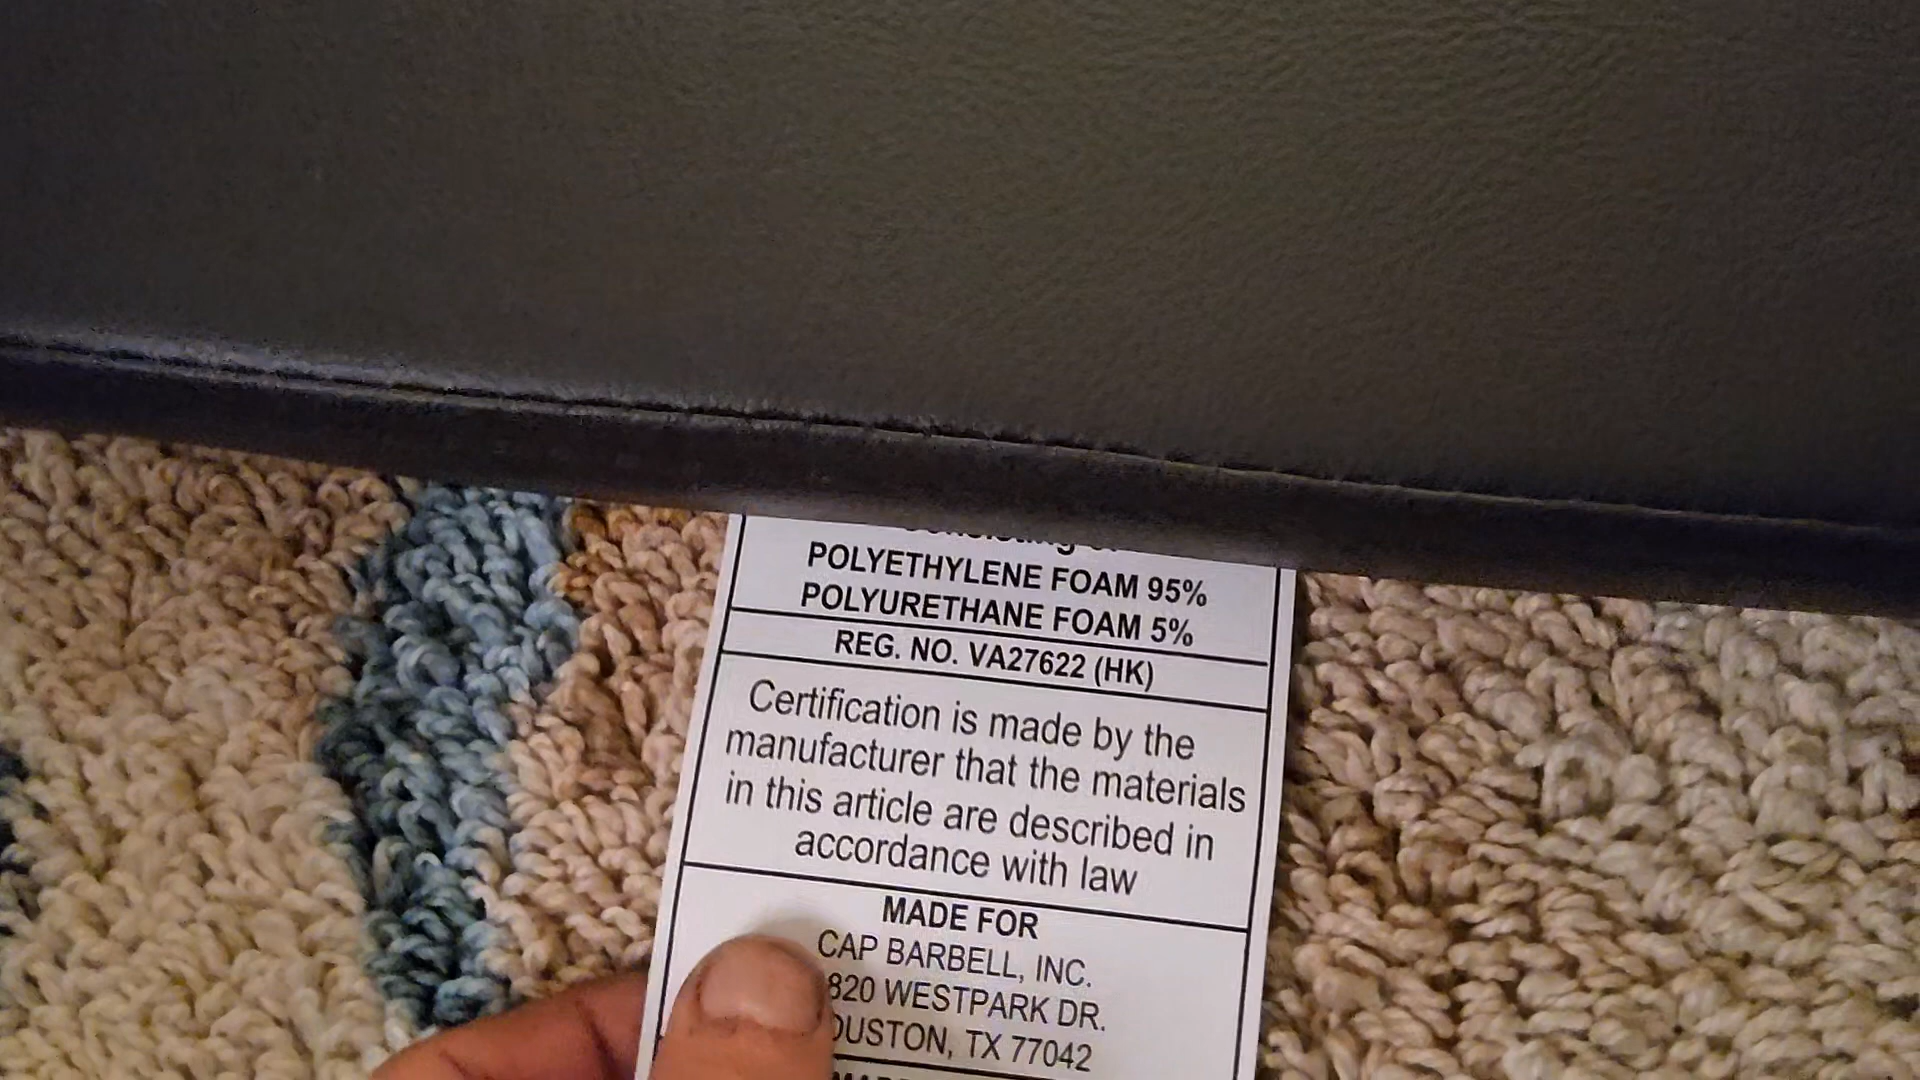 POLYETHYLENE FOAM 95%
POLYURETHANE FOAM 5%
REG. NO. VA27622 (HK)
Certification is made by the
manufacturer that the materials
in this article are described in
accordance with law
MADE FOR
CAP BARBELL, INC.
820 WESTPARK DR.
OUSTON, TX 77042